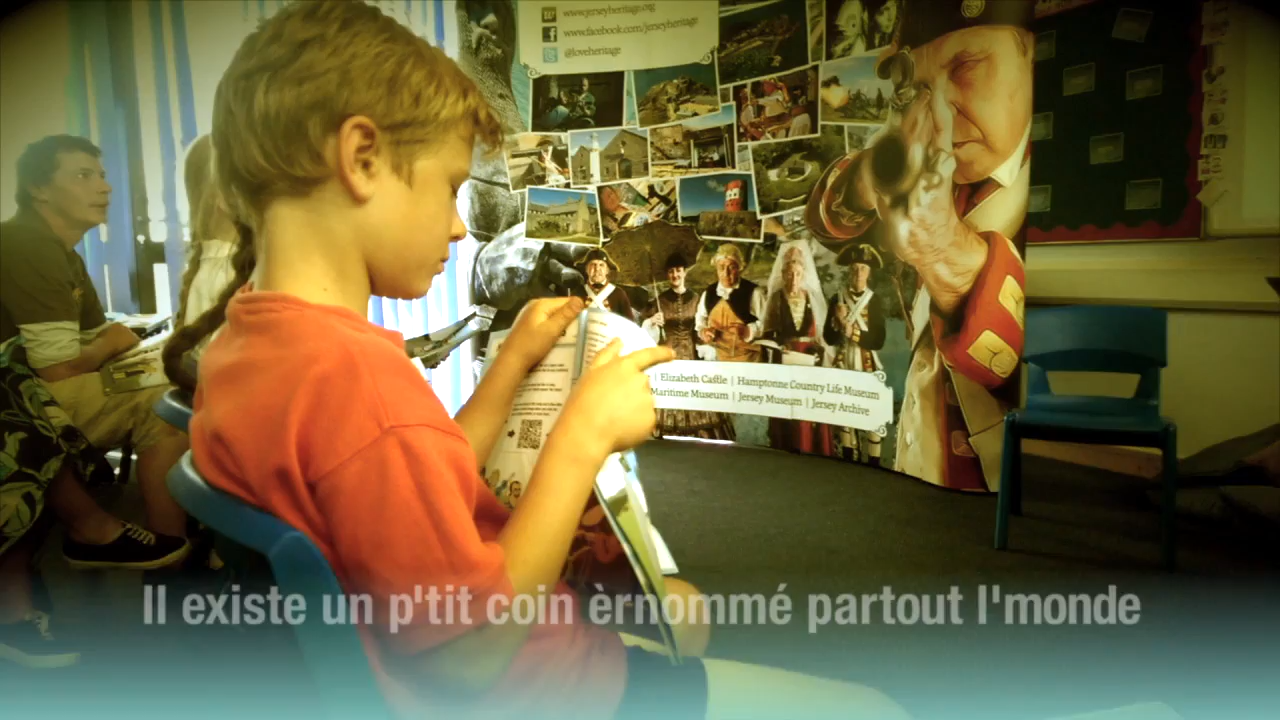 www.jerseyheritage.org
www.facebook.com/jerseyheritage
@loveheritage
| Elizabeth Castle | Hamptonne Country Life Museum
Maritime Museum | Jersey Museum | Jersey Archive
Il existe un p'tit coin èrnommé partout l'monde